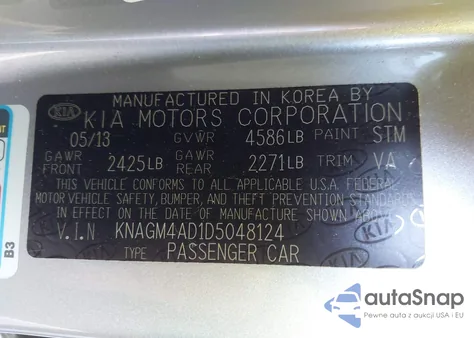 MANUFACTURED IN KOREA BY
KIA KIA MOTORS CORPORATION
05/13 GVWR 4586LB PAINT STM
GAWR FRONT 2425LB GAWR REAR 2271LB TRIM VA
THIS VEHICLE CONFORMS TO ALL APPLICABLE U.S.A. FEDERAL
MOTOR VEHICLE SAFETY, BUMPER, AND THEFT PREVENTION STANDARDS
IN EFFECT ON THE DATE OF MANUFACTURE SHOWN ABOVE.
V.I.N KNAGM4AD1D5048124
TYPE PASSENGER CAR
B3
autoSnap
Pewne auta z aukcji USA i EU